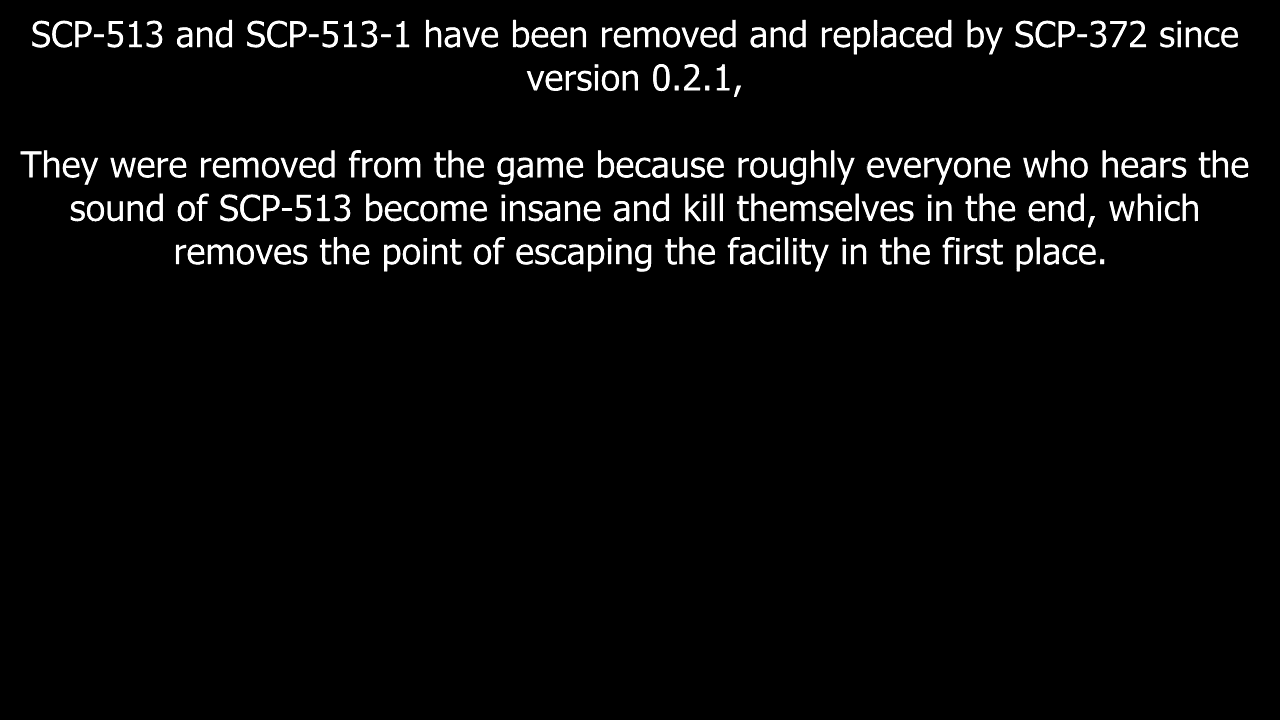 SCP-513 and SCP-513-1 have been removed and replaced by SCP-372 since
version 0.2.1,
They were removed from the game because roughly everyone who hears the
sound of SCP-513 become insane and kill themselves in the end, which
removes the point of escaping the facility in the first place.